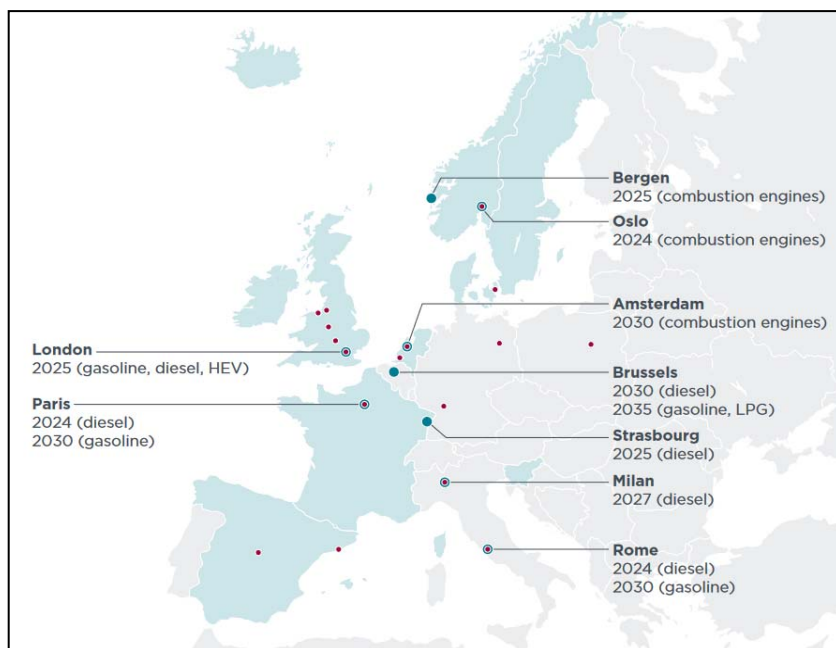 Bergen
2025 (combustion engines)
Oslo
2024 (combustion engines)
Amsterdam
2030 (combustion engines)
London
2025 (gasoline, diesel, HEV)
Brussels
2030 (diesel)
2035 (gasoline, LPG)
Paris
2024 (diesel)
2030 (gasoline)
Strasbourg
2025 (diesel)
Milan
2027 (diesel)
Rome
2024 (diesel)
2030 (gasoline)